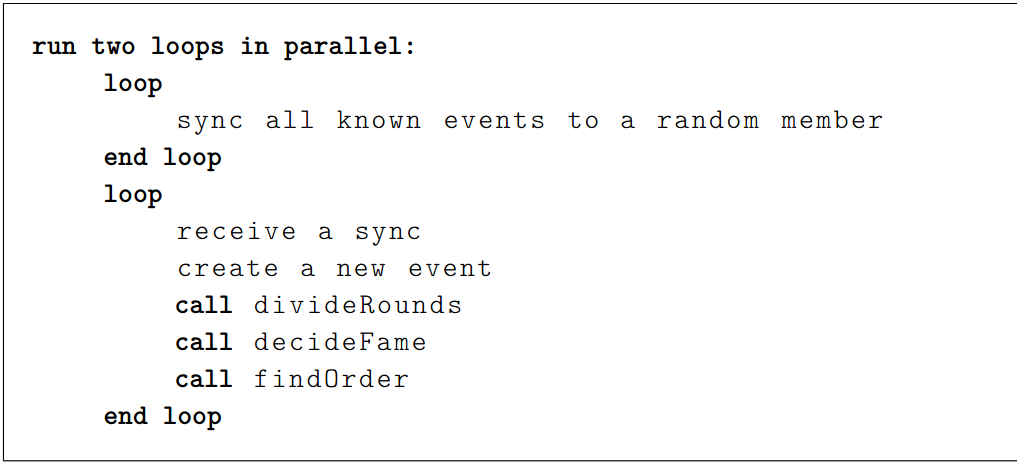 run two loops in parallel:
loop
sync all known events to a random member
end loop
loop
receive a sync
create a new event
call divideRounds
call decideFame
call findOrder
end loop